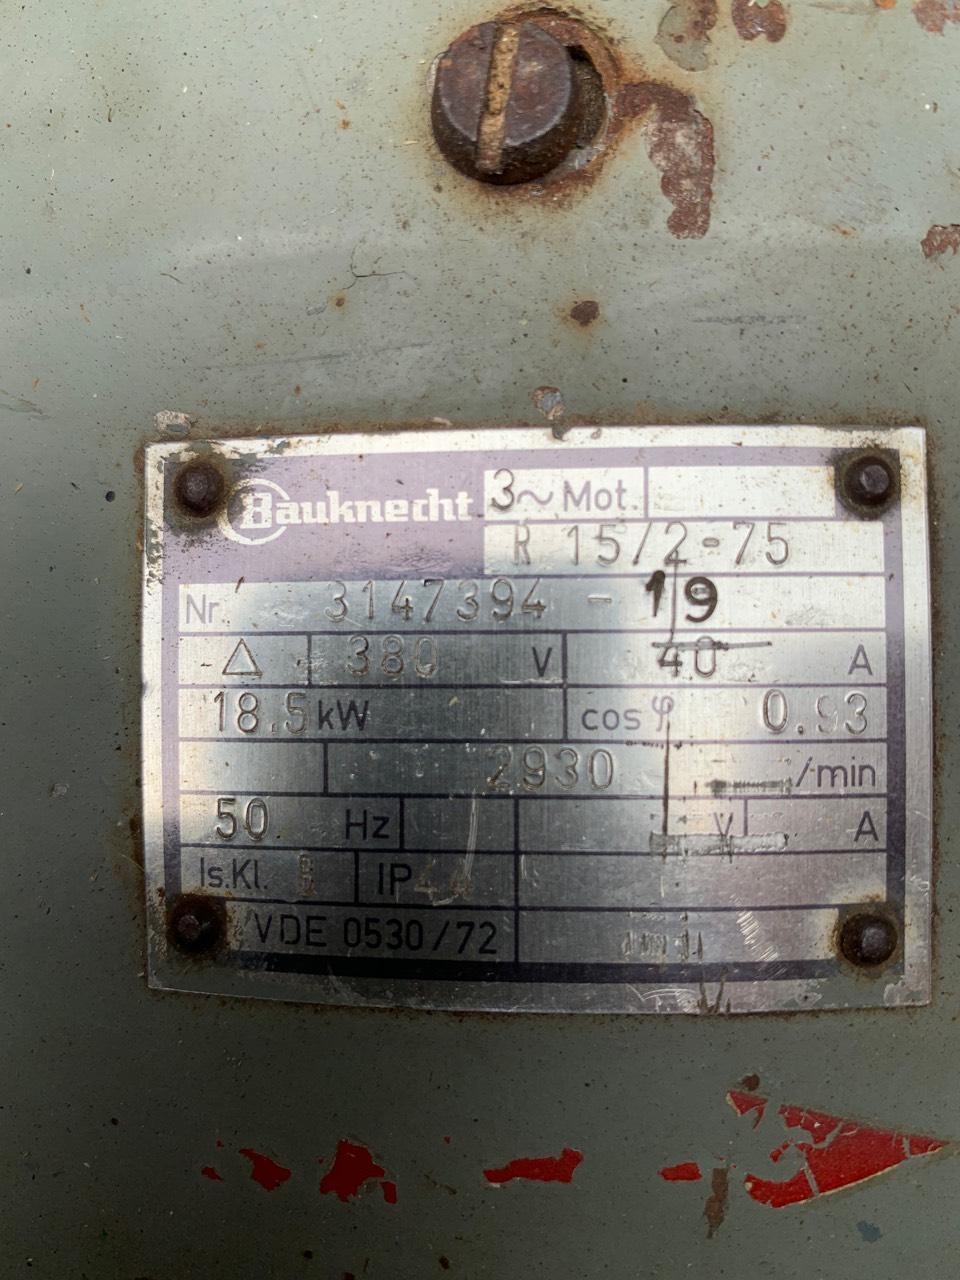 Bauknecht 3~ Mot.
R 15/2-75
Nr. 3147394 - 19
Δ 380 V 40 A
18.5 kW cos φ 0.93
2930 /min
50 Hz V A
Is.Kl. IP44
VDE 0530/72